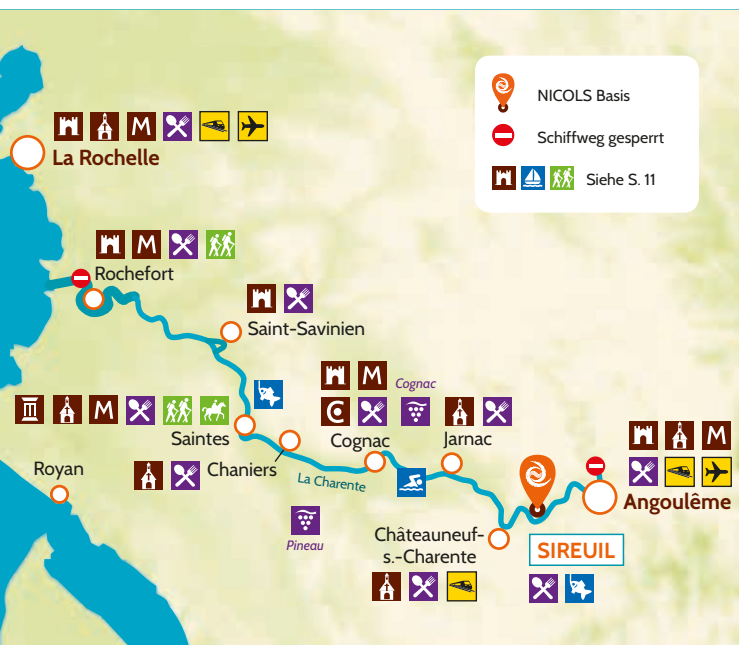 NICOLS Basis
Schiffweg gesperrt
Siehe S. 11
M
La Rochelle
M
Rochefort
Saint-Savinien
M
Cognac
C
M
Saintes
Cognac
Jarnac
M
Royan
Chaniers
La Charente
Angoulême
Pineau
Châteauneuf-
s.-Charente
SIREUIL